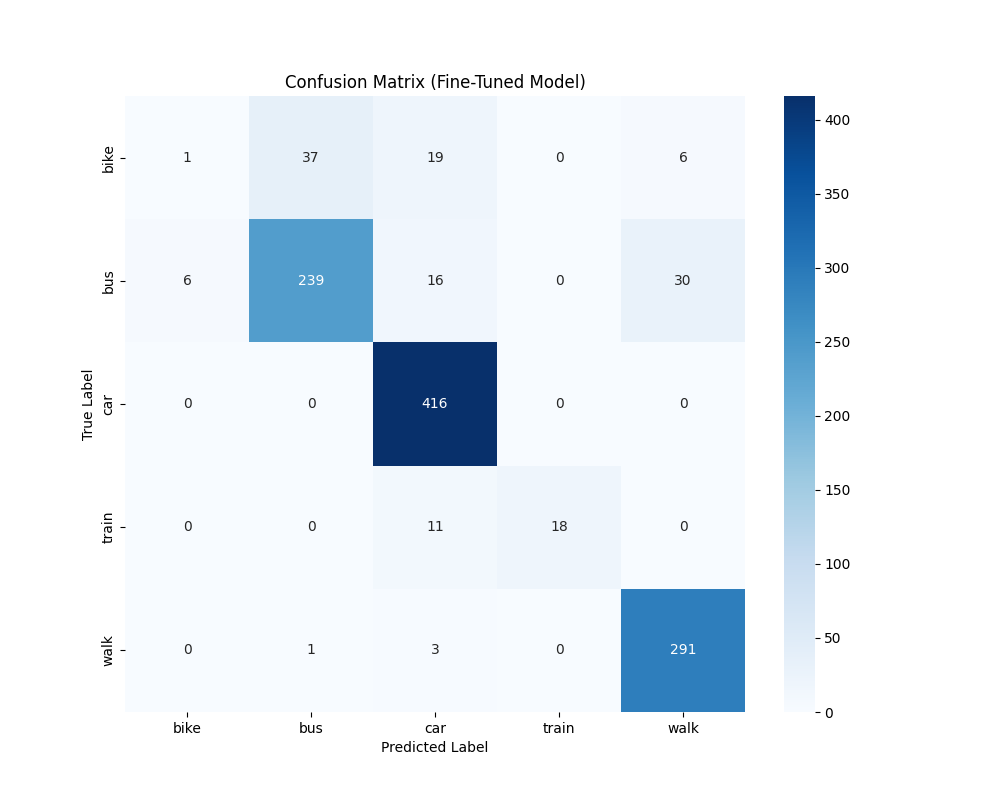 Confusion Matrix (Fine-Tuned Model)
True Label
bike 1 37 19 0 6
bus 6 239 16 0 30
car 0 0 416 0 0
train 0 0 11 18 0
walk 0 1 3 0 291
bike bus car train walk
Predicted Label
400
350
300
250
200
150
100
50
0